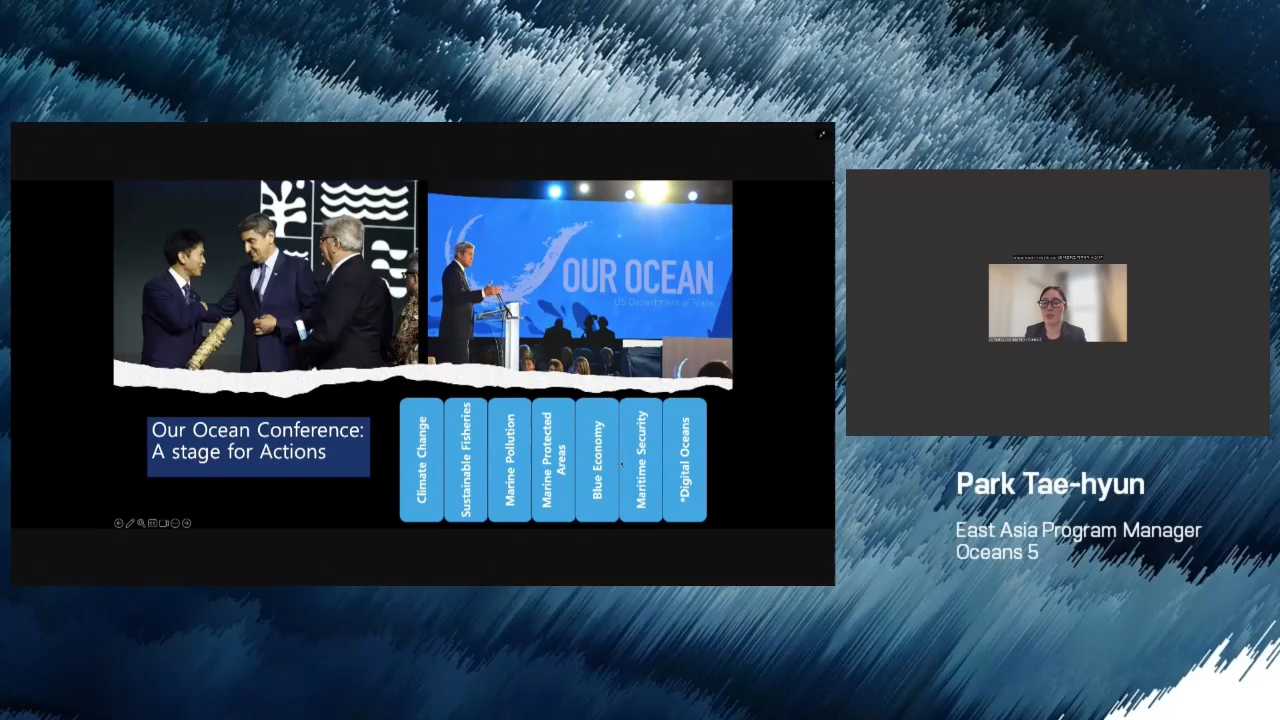 OUR OCEAN
US Department of State
Our Ocean Conference:
A stage for Actions
Climate Change
Sustainable Fisheries
Marine Pollution
Marine Protected
Areas
Blue Economy
Maritime Security
*Digital Oceans
Park Tae-hyun
East Asia Program Manager
Oceans 5